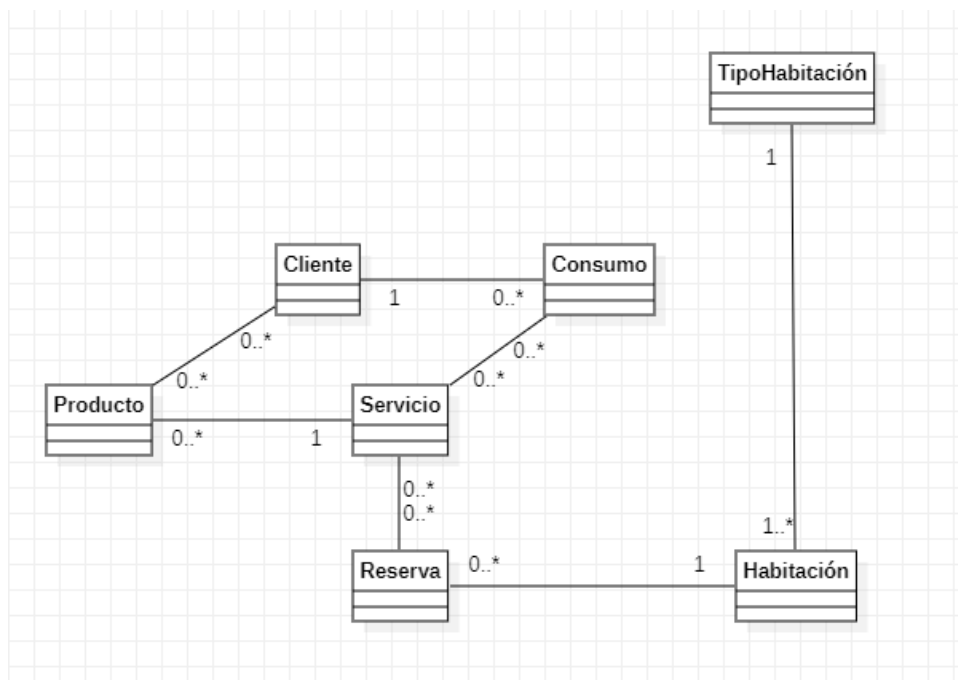 TipoHabitación
1
Cliente
Consumo
1
0..*
0..*
0..*
0..*
0..*
Producto
Servicio
0..*
1
0..*
0..*
1..*
Reserva
0..*
1
Habitación